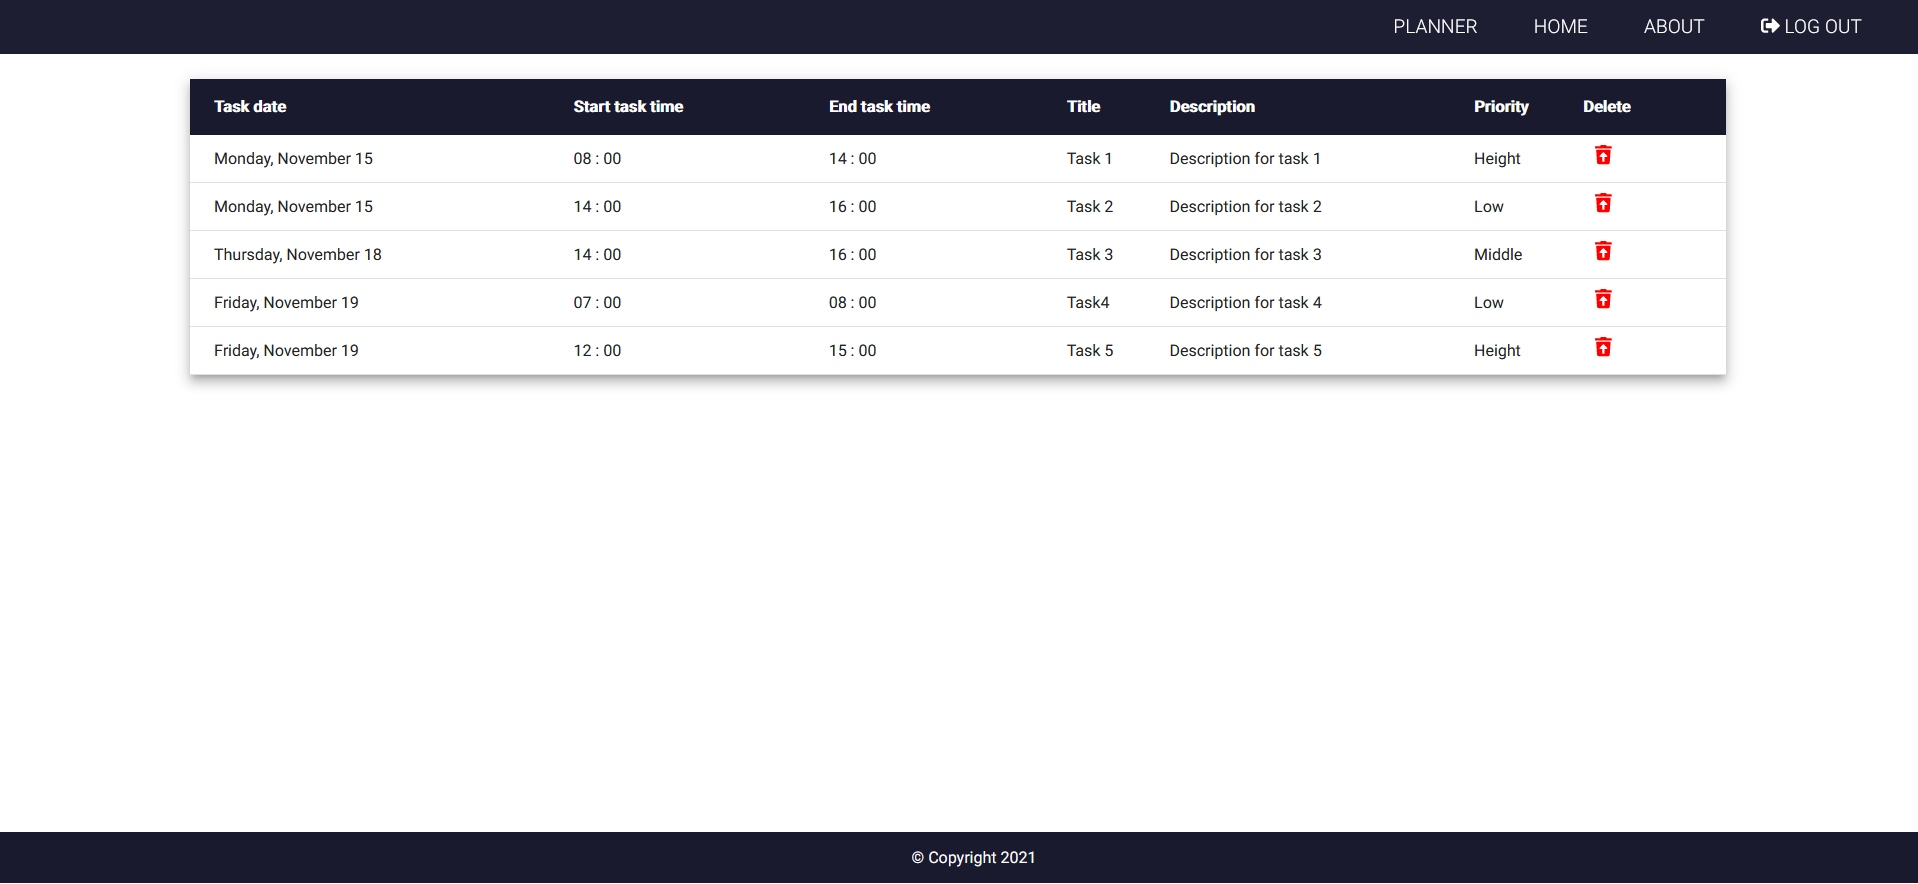 PLANNER HOME ABOUT LOG OUT
Task date Start task time End task time Title Description Priority Delete
Monday, November 15 08 : 00 14 : 00 Task 1 Description for task 1 Height
Monday, November 15 14 : 00 16 : 00 Task 2 Description for task 2 Low
Thursday, November 18 14 : 00 16 : 00 Task 3 Description for task 3 Middle
Friday, November 19 07 : 00 08 : 00 Task4 Description for task 4 Low
Friday, November 19 12 : 00 15 : 00 Task 5 Description for task 5 Height
© Copyright 2021